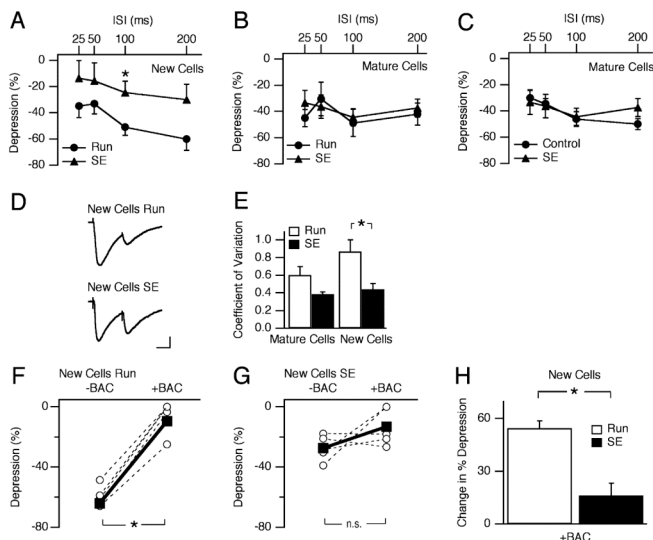 A
ISI (ms)
25 50 100 200
0
-20
-40
-60
-80
Depression (%)
New Cells
*
Run
SE
B
ISI (ms)
25 50 100 200
0
-20
-40
-60
-80
Depression (%)
Mature Cells
Run
SE
C
ISI (ms)
25 50 100 200
0
-20
-40
-60
-80
Depression (%)
Mature Cells
Control
SE
D
New Cells Run
New Cells SE
E
Run
SE
*
1.0
0.8
0.6
0.4
0.2
0.0
Coefficient of Variation
Mature Cells New Cells
F
New Cells Run
-BAC +BAC
0
-40
-80
Depression (%)
*
G
New Cells SE
-BAC +BAC
0
-40
-80
Depression (%)
n.s.
H
New Cells
*
Run
SE
60
30
0
Change in % Depression
+BAC